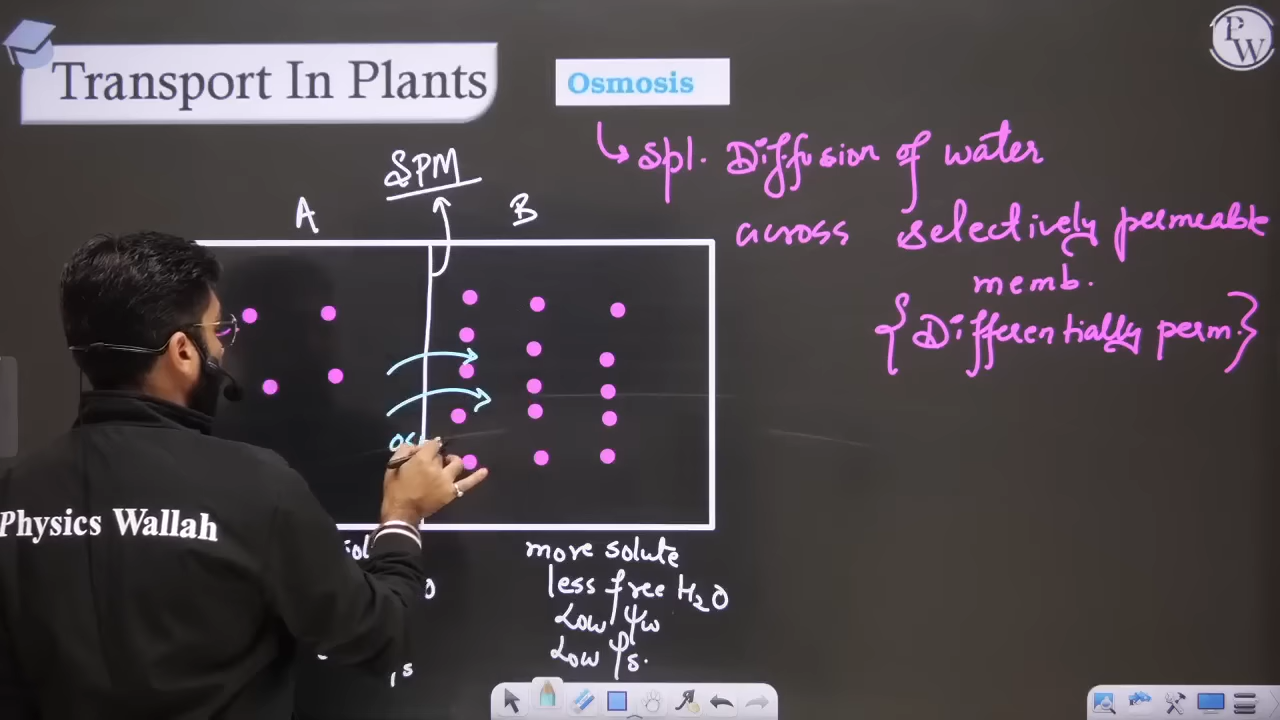 Transport In Plants
Osmosis
PW
Spl. Diffusion of water
across selectively permeable
memb.
{Differentially perm.}
SPM
A
B
Physics Wallah
more solute
less free H₂O
Low Ψw
Low Ψs.